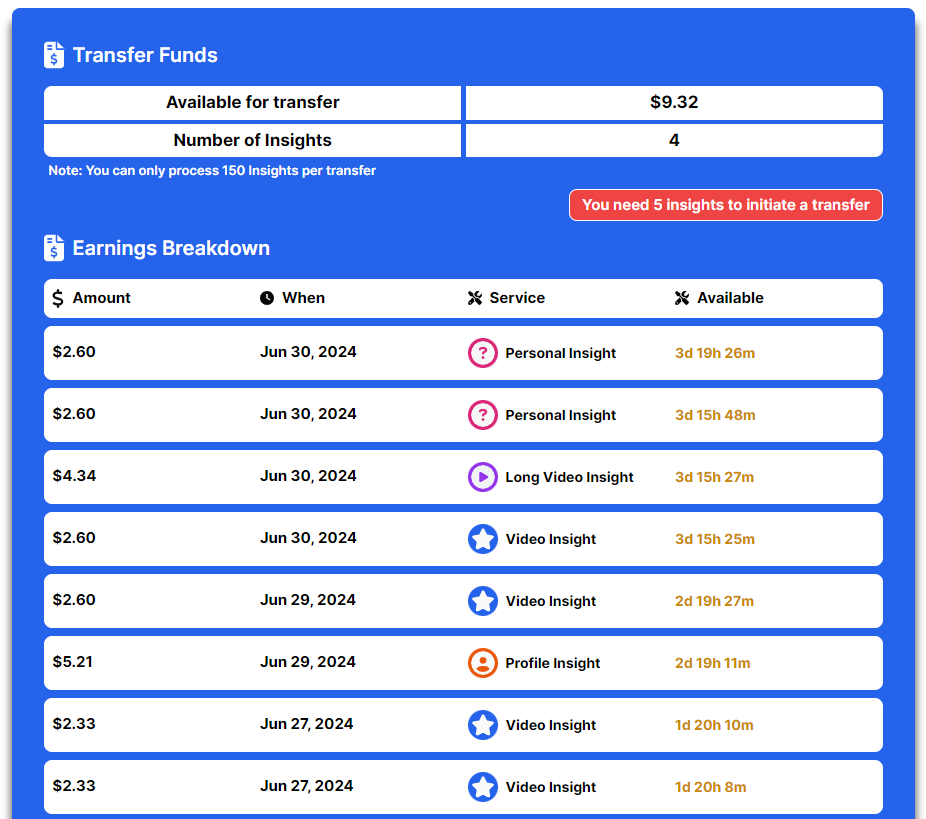 Transfer Funds
Available for transfer $9.32
Number of Insights 4
Note: You can only process 150 Insights per transfer
You need 5 insights to initiate a transfer
Earnings Breakdown
Amount When Service Available
$2.60 Jun 30, 2024 Personal Insight 3d 19h 26m
$2.60 Jun 30, 2024 Personal Insight 3d 15h 48m
$4.34 Jun 30, 2024 Long Video Insight 3d 15h 27m
$2.60 Jun 30, 2024 Video Insight 3d 15h 25m
$2.60 Jun 29, 2024 Video Insight 2d 19h 27m
$5.21 Jun 29, 2024 Profile Insight 2d 19h 11m
$2.33 Jun 27, 2024 Video Insight 1d 20h 10m
$2.33 Jun 27, 2024 Video Insight 1d 20h 8m